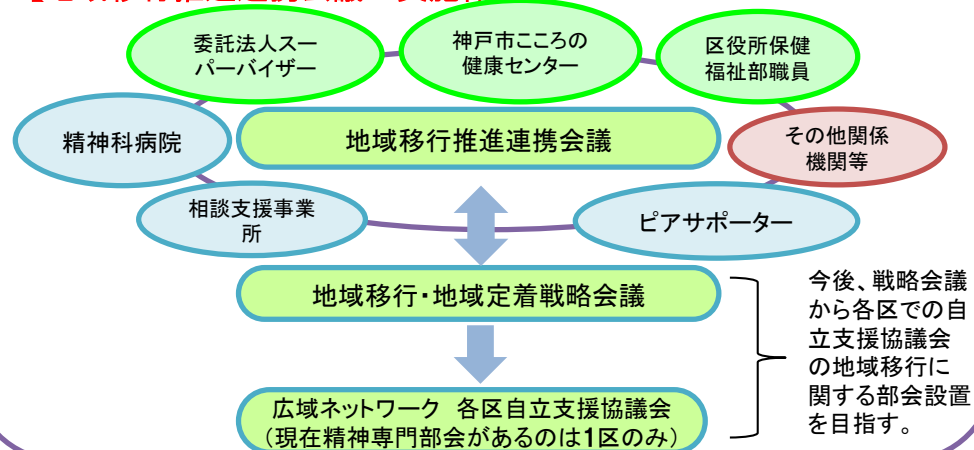 委託法人スー
パーバイザー
神戸市こころの
健康センター
区役所保健
福祉部職員
精神科病院
地域移行推進連携会議
その他関係
機関等
相談支援事業
所
ピアサポーター
地域移行・地域定着戦略会議
広域ネットワーク 各区自立支援協議会
(現在精神専門部会があるのは1区のみ)
今後、戦略会議
から各区での自
立支援協議会
の地域移行に
関する部会設置
を目指す。